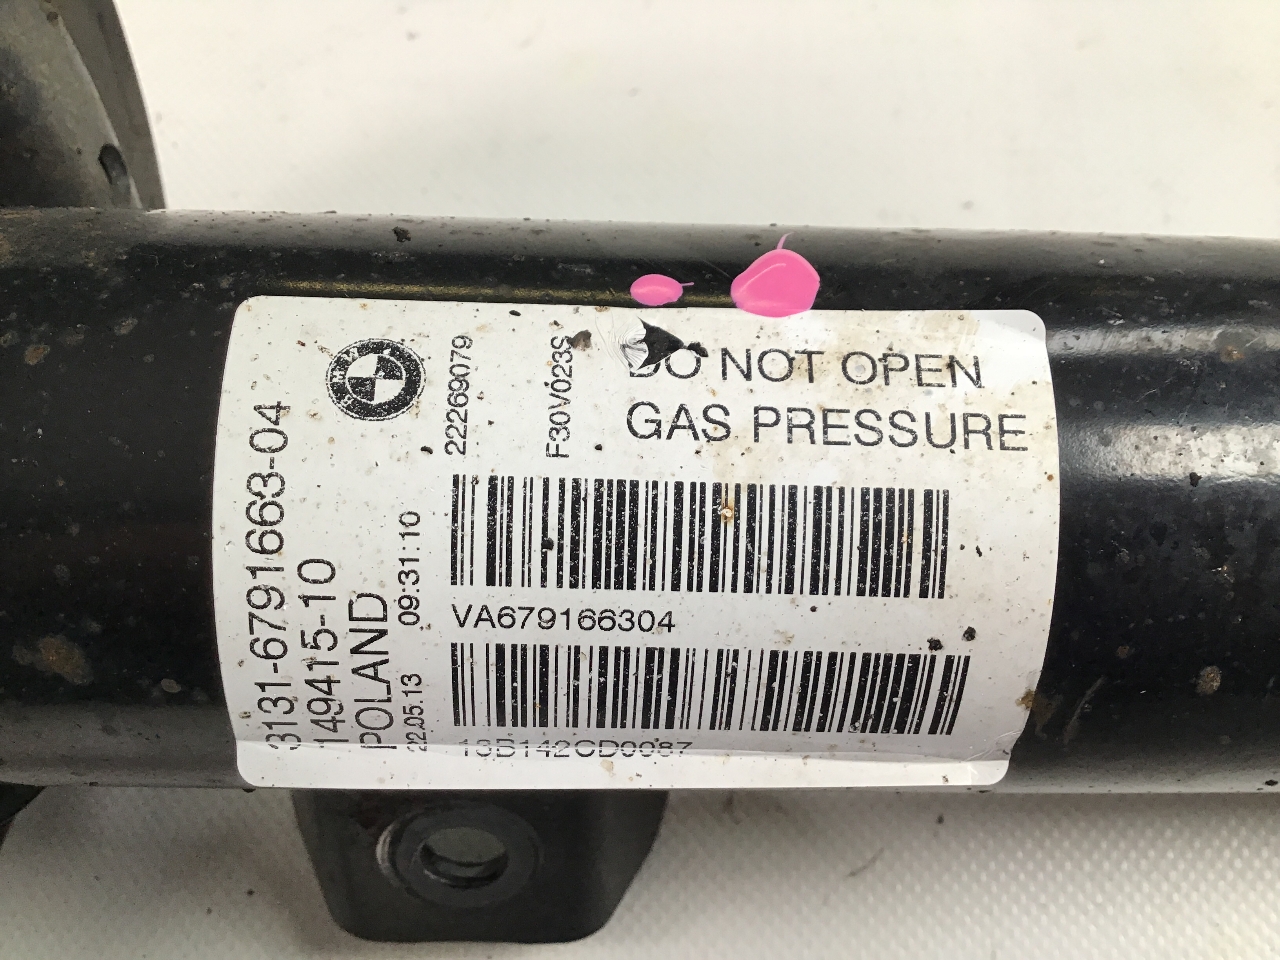 DO NOT OPEN
GAS PRESSURE
BMW
22269079
F30V023S
3131-6791663-04
149415-10
POLAND
22.05.13 09:31:10
VA679166304
13B142CD0087